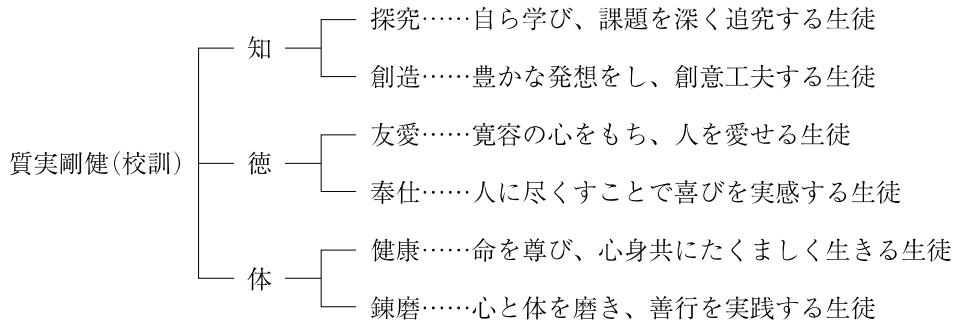 質実剛健(校訓)
知
探究……自ら学び、課題を深く追究する生徒
創造……豊かな発想をし、創意工夫する生徒
徳
友愛……寛容の心をもち、人を愛せる生徒
奉仕……人に尽くすことで喜びを実感する生徒
体
健康……命を尊び、心身共にたくましく生きる生徒
錬磨……心と体を磨き、善行を実践する生徒